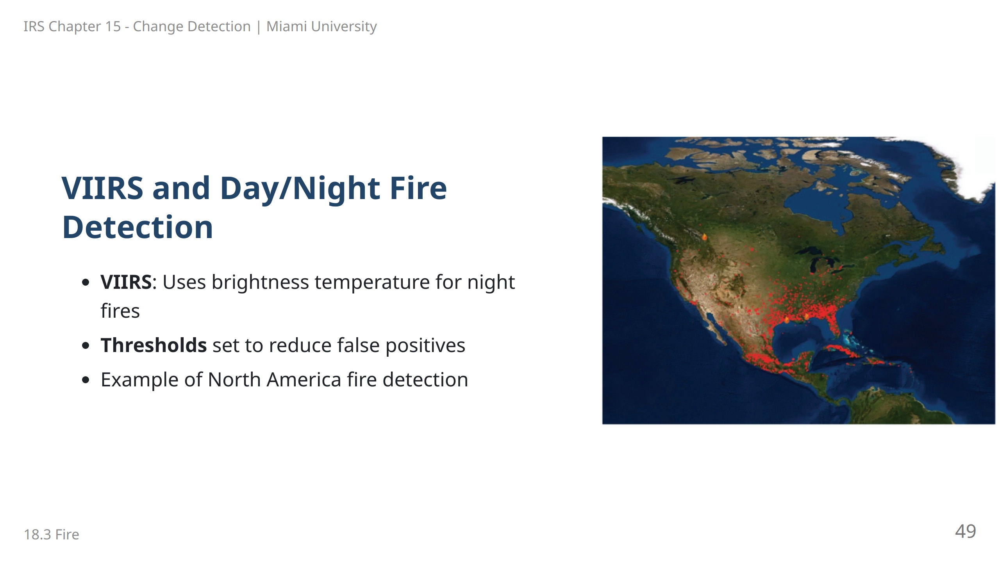 IRS Chapter 15 - Change Detection | Miami University
VIIRS and Day/Night Fire
Detection
• VIIRS: Uses brightness temperature for night
fires
• Thresholds set to reduce false positives
• Example of North America fire detection
18.3 Fire
49